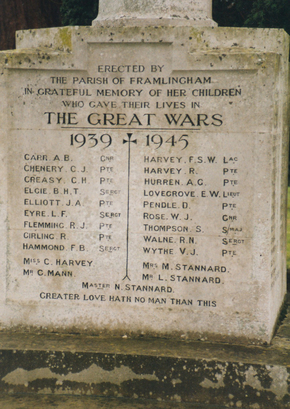 ERECTED BY
THE PARISH OF FRAMLINGHAM
IN GRATEFUL MEMORY OF HER CHILDREN
WHO GAVE THEIR LIVES IN
THE GREAT WARS
1939 1945
CARR. A.B. GNR
CHENERY. C.J. PTE
CREASY. C.H. PTE
ELGIE. B.H.T. SERGT
ELLIOTT. J.A. PTE
EYRE. L.F. SERGT
FLEMMING. R.J. PTE
GIRLING. R. PTE
HAMMOND. F.B. SERGT
MISS C. HARVEY
MR C. MANN
HARVEY. F.S.W. LAC
HARVEY. R. PTE
HURREN. A.G. PTE
LOVEGROVE. E.W. LIEUT
PENDLE. D. PTE
ROSE. W.J. GNR
THOMPSON. S.
WALNE. R.N. SERGT
WYTHE V.J. PTE
MRS M. STANNARD.
MR L. STANNARD.
MASTER N. STANNARD.
GREATER LOVE HATH NO MAN THAN THIS